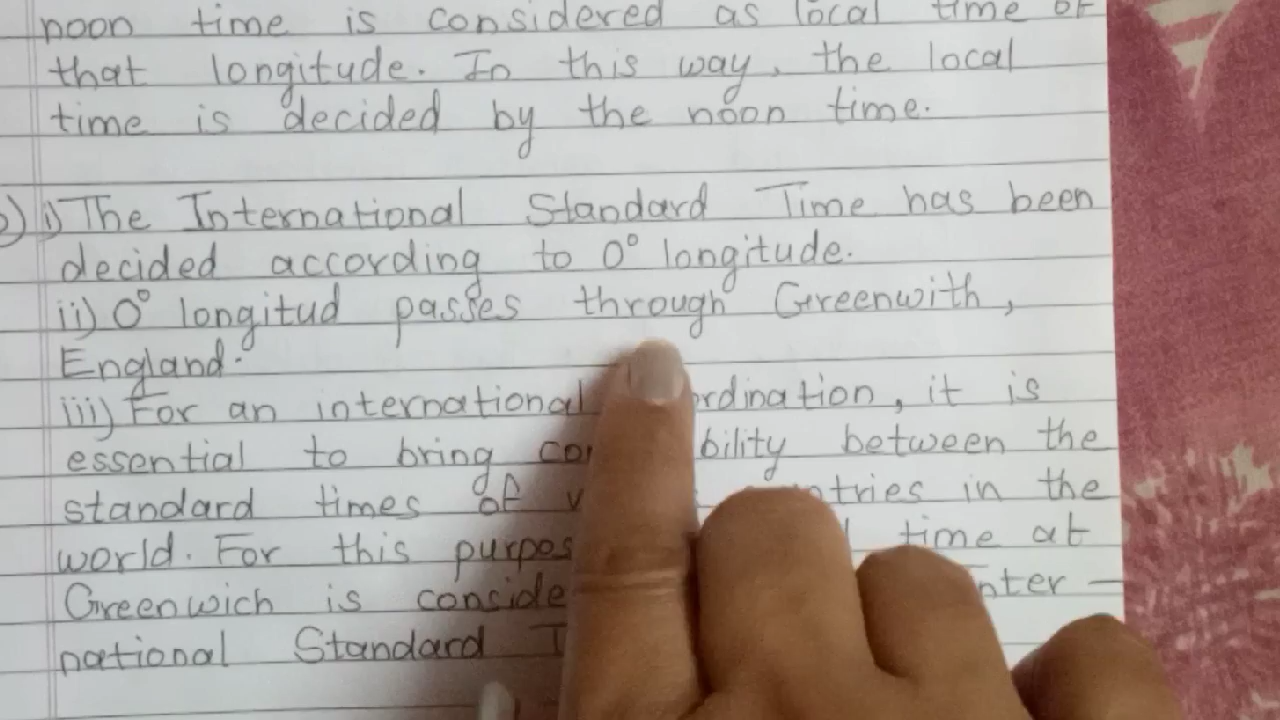 noon time is considered as local time of
that longitude. In this way, the local
time is decided by the noon time.
i) The International Standard Time has been
decided according to 0° longitude.
ii) 0° longitud passes through Greenwith,
England.
iii) For an international
essential to bring between the
standard times of in the
world. For this time at
Greenwich is
national Standard